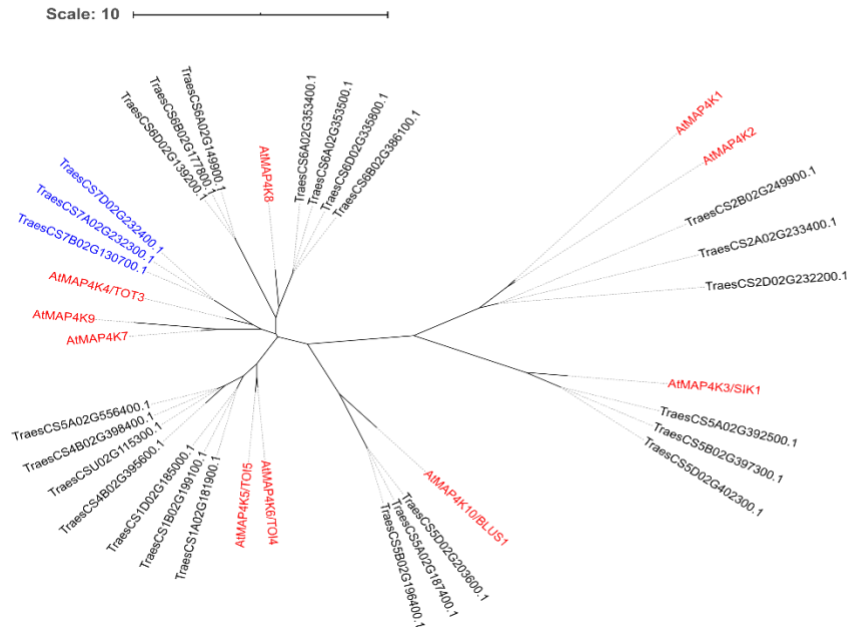 Scale: 10
TraesCS6D02G139200.1
TraesCS6B02G177800.1
TraesCS6A02G149900.1
AtMAP4K8
TraesCS6A02G353400.1
TraesCS6A02G353500.1
TraesCS6D02G335800.1
TraesCS6B02G386100.1
AtMAP4K1
AtMAP4K2
TraesCS2B02G249900.1
TraesCS2A02G233400.1
TraesCS2D02G232200.1
AtMAP4K3/SIK1
TraesCS5A02G392500.1
TraesCS5B02G397300.1
TraesCS5D02G402300.1
AtMAP4K10/BLUS1
TraesCS5D02G203600.1
TraesCS5A02G187400.1
TraesCS5B02G196400.1
AtMAP4K6/TOI4
AtMAP4K5/TOI5
TraesCS1A02G181900.1
TraesCS1B02G199100.1
TraesCS1D02G185000.1
TraesCS4B02G395600.1
TraesCSU02G115300.1
TraesCS4B02G398400.1
TraesCS5A02G556400.1
AtMAP4K7
AtMAP4K9
AtMAP4K4/TOT3
TraesCS7B02G130700.1
TraesCS7A02G232300.1
TraesCS7D02G232400.1